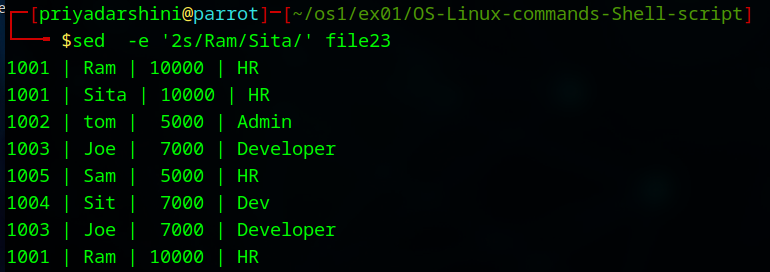 ┌─[priyadarshini@parrot]─[~/os1/ex01/OS-Linux-commands-Shell-script]
└──╼ $sed  -e '2s/Ram/Sita/' file23
1001 | Ram | 10000 | HR
1001 | Sita | 10000 | HR
1002 | tom |  5000 | Admin
1003 | Joe |  7000 | Developer
1005 | Sam |  5000 | HR
1004 | Sit |  7000 | Dev
1003 | Joe |  7000 | Developer
1001 | Ram | 10000 | HR